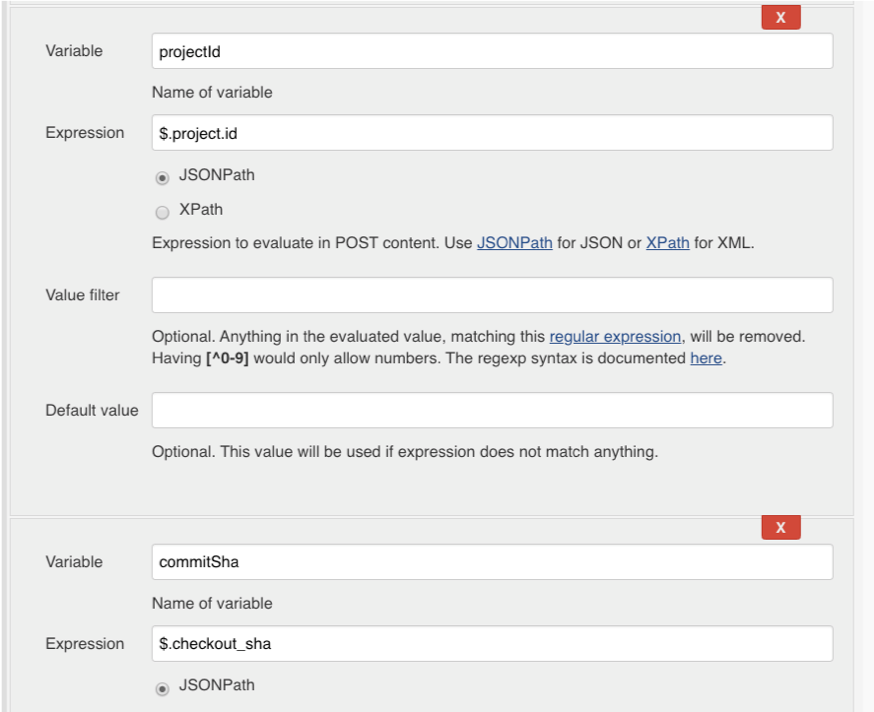 X
Variable projectId
Name of variable
Expression $.project.id
JSONPath
XPath
Expression to evaluate in POST content. Use JSONPath for JSON or XPath for XML.
Value filter
Optional. Anything in the evaluated value, matching this regular expression, will be removed.
Having [^0-9] would only allow numbers. The regexp syntax is documented here.
Default value
Optional. This value will be used if expression does not match anything.
X
Variable commitSha
Name of variable
Expression $.checkout_sha
JSONPath